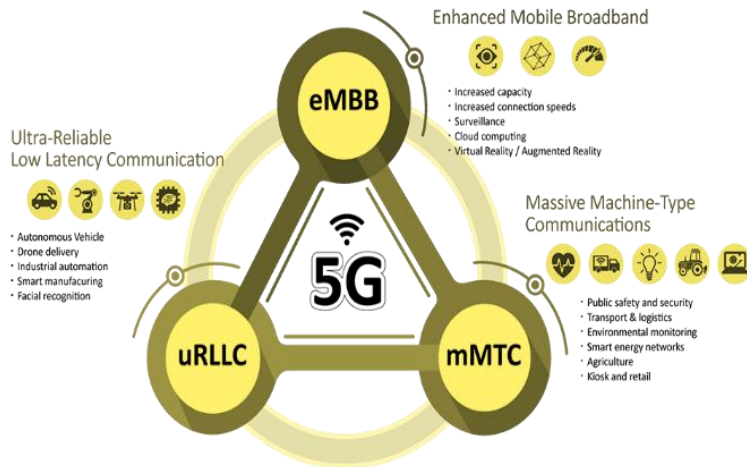 Enhanced Mobile Broadband
eMBB
· Increased capacity
· Increased connection speeds
· Surveillance
· Cloud computing
· Virtual Reality / Augmented Reality
Ultra-Reliable
Low Latency Communication
· Autonomous Vehicle
· Drone delivery
· Industrial automation
· Smart manufacuring
· Facial recognition
Massive Machine-Type
Communications
· Public safety and security
· Transport & logistics
· Environmental monitoring
· Smart energy networks
· Agriculture
· Kiosk and retail
5G
uRLLC
mMTC